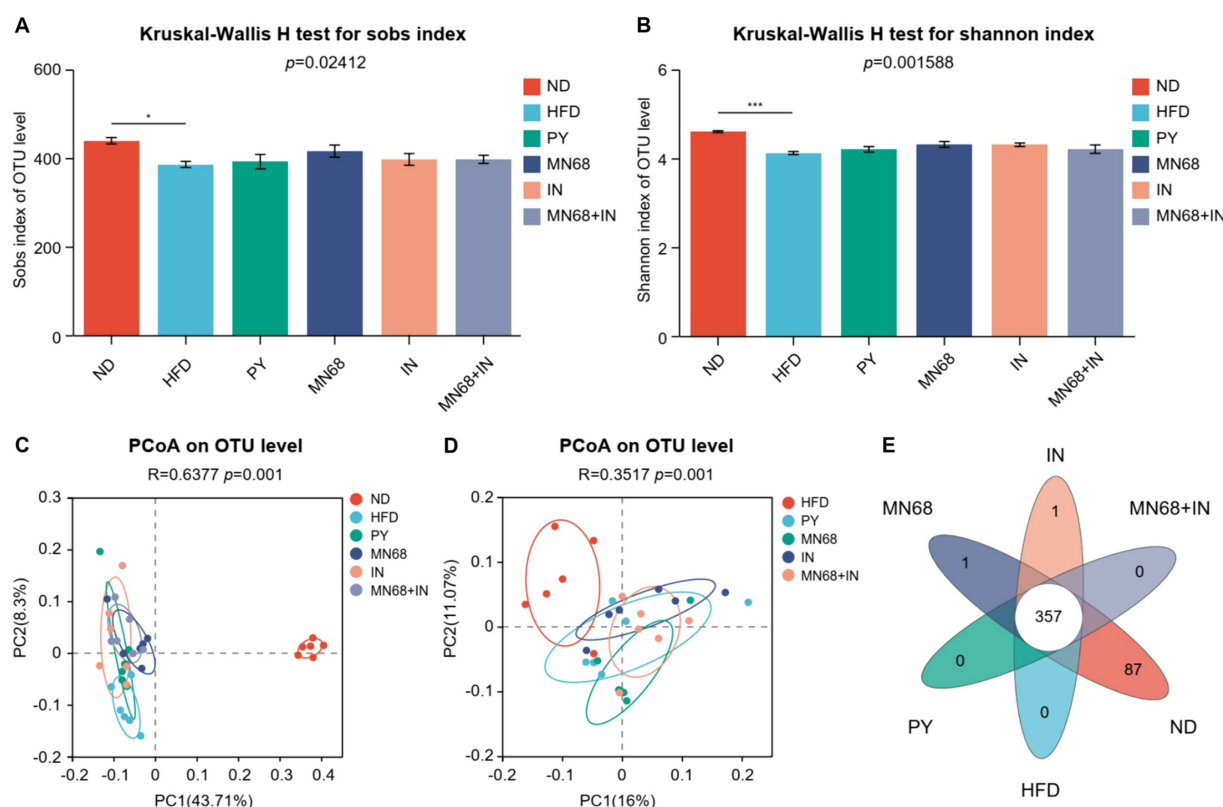 A
Kruskal-Wallis H test for sobs index
p=0.02412
600
400
200
0
Sobs index of OTU level
*
ND
HFD
PY
MN68
IN
MN68+IN
ND
HFD
PY
MN68
IN
MN68+IN
B
Kruskal-Wallis H test for shannon index
p=0.001588
6
4
2
0
Shannon index of OTU level
***
ND
HFD
PY
MN68
IN
MN68+IN
ND
HFD
PY
MN68
IN
MN68+IN
C
PCoA on OTU level
R=0.6377 p=0.001
0.3
0.2
0.1
0
-0.1
-0.2
PC2(8.3%)
-0.2
-0.1
0
0.1
0.2
0.3
0.4
PC1(43.71%)
ND
HFD
PY
MN68
IN
MN68+IN
D
PCoA on OTU level
R=0.3517 p=0.001
0.2
0.1
0
-0.1
-0.2
PC2(11.07%)
-0.2
-0.1
0
0.1
0.2
PC1(16%)
HFD
PY
MN68
IN
MN68+IN
E
IN
MN68
MN68+IN
1
1
0
357
0
87
0
PY
ND
HFD